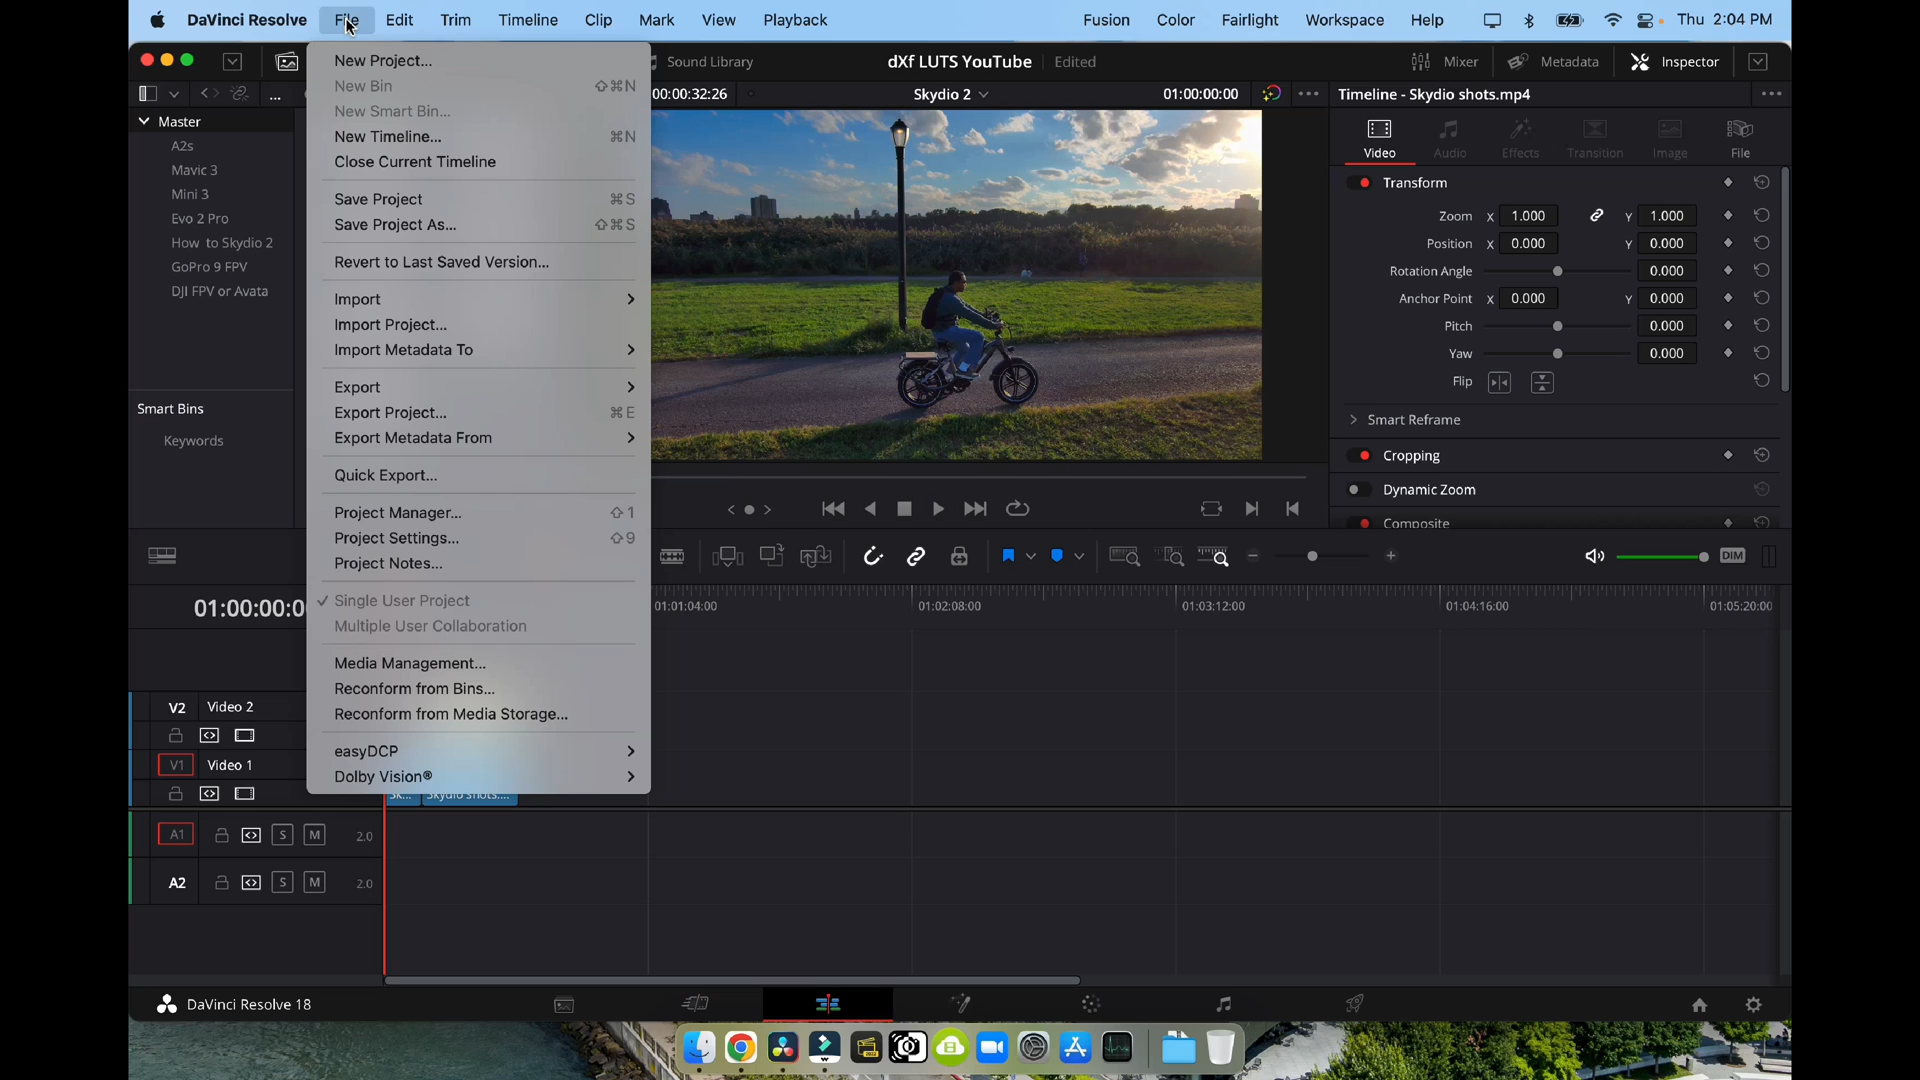 DaVinci Resolve File Edit Trim Timeline Clip Mark View Playback Fusion Color Fairlight Workspace Help Thu 2:04 PM
Sound Library dXf LUTS YouTube Edited Mixer Metadata Inspector
... 00:00:32:26 Skydio 2 01:00:00:00 Timeline - Skydio shots.mp4
Master
A2s
Mavic 3
Mini 3
Evo 2 Pro
How to Skydio 2
GoPro 9 FPV
DJI FPV or Avata
Smart Bins
Keywords
New Project...
New Bin ⇧⌘N
New Smart Bin...
New Timeline... ⌘N
Close Current Timeline
Save Project ⌘S
Save Project As... ⇧⌘S
Revert to Last Saved Version...
Import
Import Project...
Import Metadata To
Export
Export Project... ⌘E
Export Metadata From
Quick Export...
Project Manager... ⇧1
Project Settings... ⇧9
Project Notes...
✓ Single User Project
Multiple User Collaboration
Media Management...
Reconform from Bins...
Reconform from Media Storage...
easyDCP
Dolby Vision®
Video Audio Effects Transition Image File
Transform
Zoom X 1.000 Y 1.000
Position X 0.000 Y 0.000
Rotation Angle 0.000
Anchor Point X 0.000 Y 0.000
Pitch 0.000
Yaw 0.000
Flip
Smart Reframe
Cropping
Dynamic Zoom
Composite
DIM
01:00:00:0 01:01:04:00 01:02:08:00 01:03:12:00 01:04:16:00 01:05:20:00
V2 Video 2
V1 Video 1
Sk... Skydio shots....
A1 S M 2.0
A2 S M 2.0
DaVinci Resolve 18